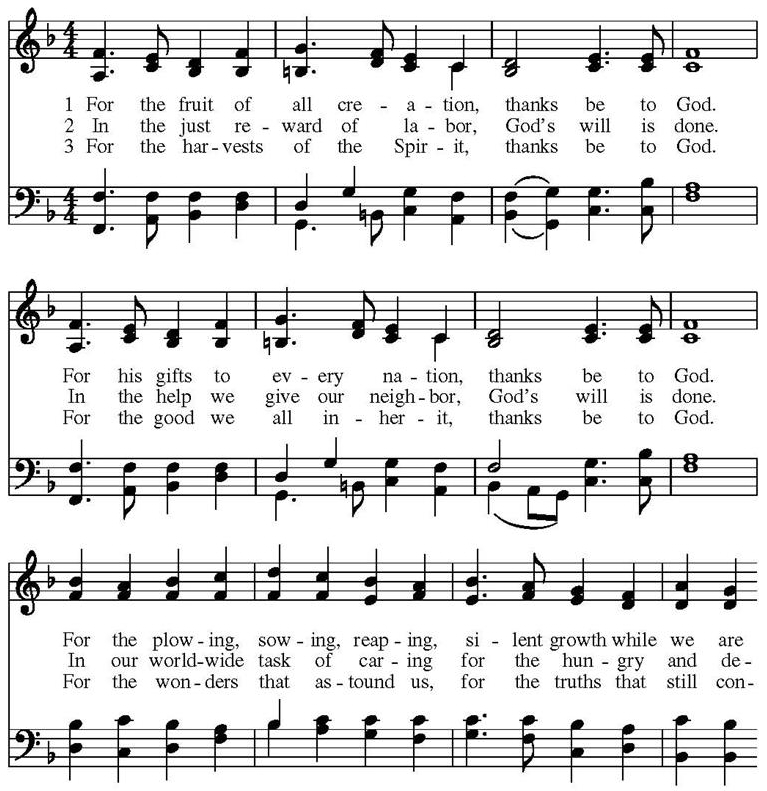 1 For the fruit of all cre - a - tion, thanks be to God.
2 In the just re - ward of la - bor, God's will is done.
3 For the har - vests of the Spir - it, thanks be to God.
For his gifts to ev - ery na - tion, thanks be to God.
In the help we give our neigh - bor, God's will is done.
For the good we all in - her - it, thanks be to God.
For the plow - ing, sow - ing, reap - ing, si - lent growth while we are
In our world - wide task of car - ing for the hun - gry and de -
For the won - ders that as - tound us, for the truths that still con -